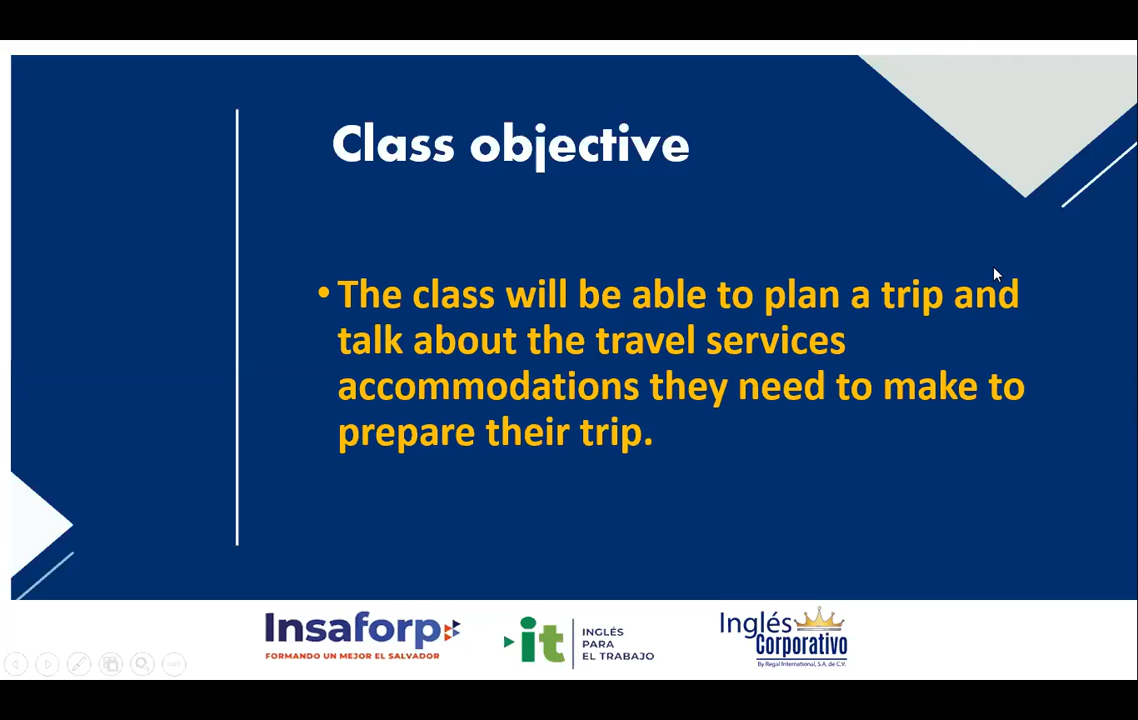 Class objective
• The class will be able to plan a trip and
talk about the travel services
accommodations they need to make to
prepare their trip.
Insaforp
FORMANDO UN MEJOR EL SALVADOR
it
INGLÉS
PARA
EL TRABAJO
Inglés
Corporativo
By Regal International, S.A. de C.V.